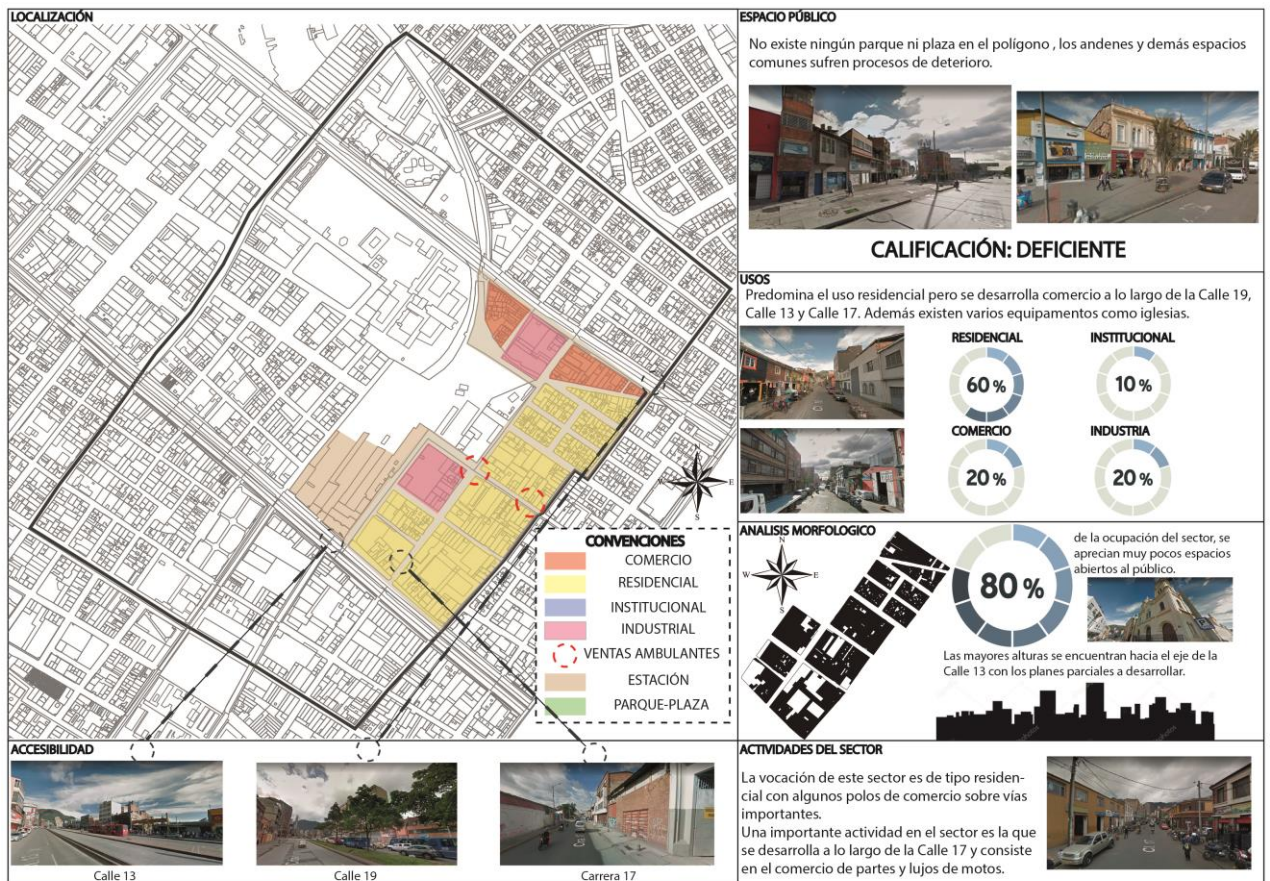 LOCALIZACIÓN
N
E
S
CONVENCIONES
COMERCIO
RESIDENCIAL
INSTITUCIONAL
INDUSTRIAL
VENTAS AMBULANTES
ESTACIÓN
PARQUE-PLAZA
ESPACIO PÚBLICO
No existe ningún parque ni plaza en el polígono , los andenes y demás espacios
comunes sufren procesos de deterioro.
CALIFICACIÓN: DEFICIENTE
USOS
Predomina el uso residencial pero se desarrolla comercio a lo largo de la Calle 19,
Calle 13 y Calle 17. Además existen varios equipamentos como iglesias.
RESIDENCIAL
60 %
INSTITUCIONAL
10 %
COMERCIO
20 %
INDUSTRIA
20 %
ANALISIS MORFOLOGICO
N
W
E
S
80 %
de la ocupación del sector, se
aprecian muy pocos espacios
abiertos al público.
Las mayores alturas se encuentran hacia el eje de la
Calle 13 con los planes parciales a desarrollar.
ACCESIBILIDAD
Calle 13
Calle 19
Carrera 17
ACTIVIDADES DEL SECTOR
La vocación de este sector es de tipo residen-
cial con algunos polos de comercio sobre vías
importantes.
Una importante actividad en el sector es la que
se desarrolla a lo largo de la Calle 17 y consiste
en el comercio de partes y lujos de motos.